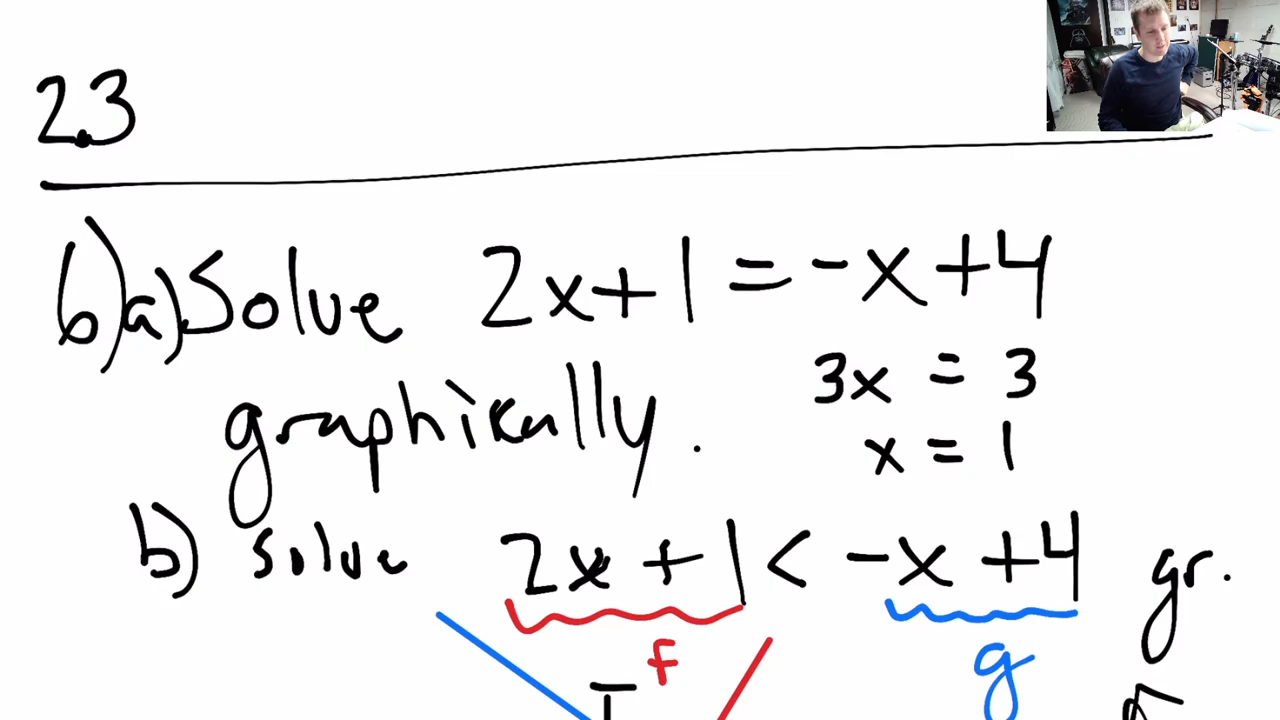 2.3
6)a) Solve 2x+1 = -x+4
graphically.
3x = 3
x = 1
b) solve 2x + 1 < -x + 4 gr.
f
g